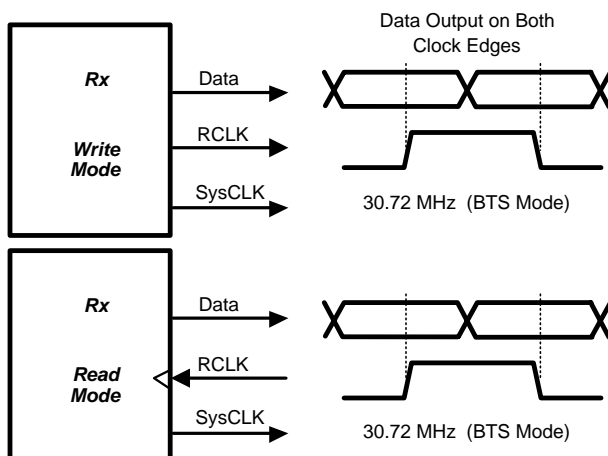 Data Output on Both
Clock Edges
Rx
Data
RCLK
Write
Mode
SysCLK
30.72 MHz (BTS Mode)
Rx
Data
RCLK
Read
Mode
SysCLK
30.72 MHz (BTS Mode)